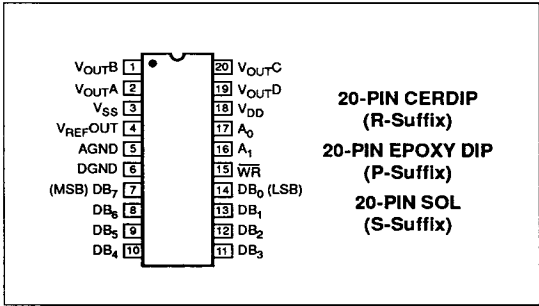 VOUTB 1 20 VOUTC
VOUTA 2 19 VOUTD
VSS 3 18 VDD
VREFOUT 4 17 A0
AGND 5 16 A1
DGND 6 15 WR
(MSB) DB7 7 14 DB0 (LSB)
DB6 8 13 DB1
DB5 9 12 DB2
DB4 10 11 DB3
20-PIN CERDIP
(R-Suffix)
20-PIN EPOXY DIP
(P-Suffix)
20-PIN SOL
(S-Suffix)